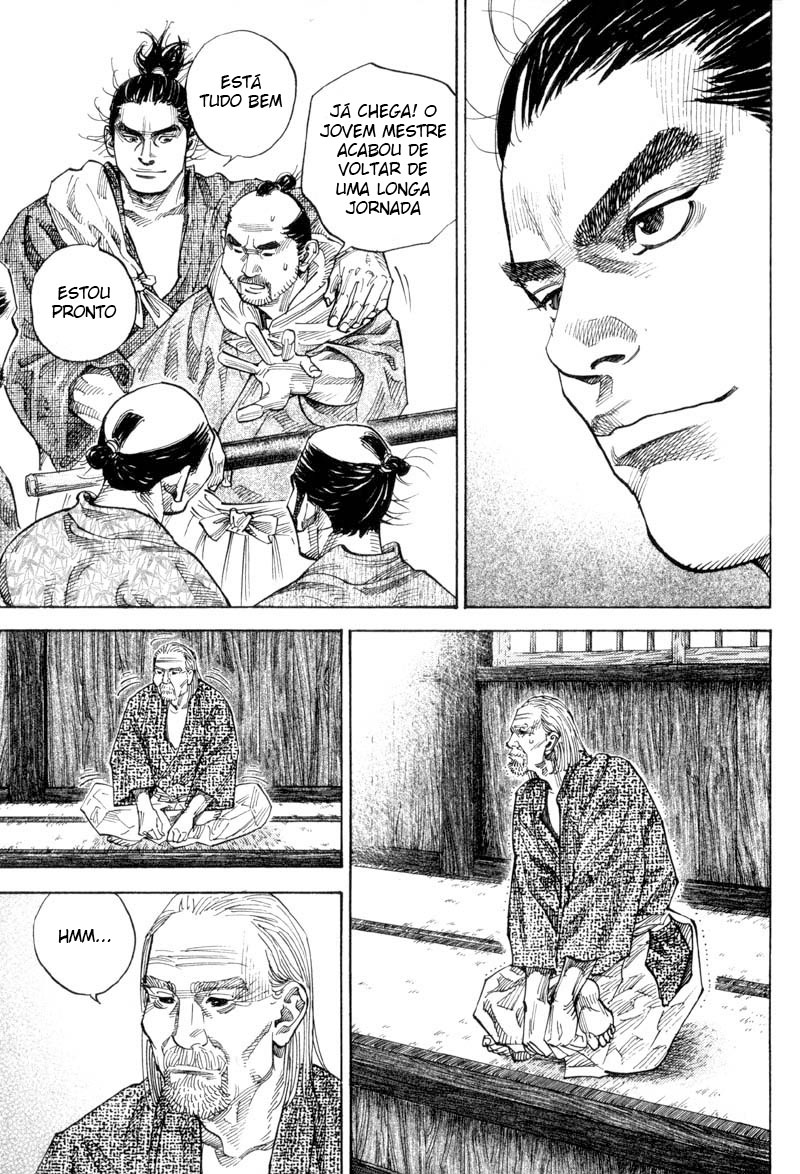 JÁ CHEGA! O
JOVEM MESTRE
ACABOU DE
VOLTAR DE
UMA LONGA
JORNADA
ESTÁ
TUDO BEM
ESTOU
PRONTO
HMM...